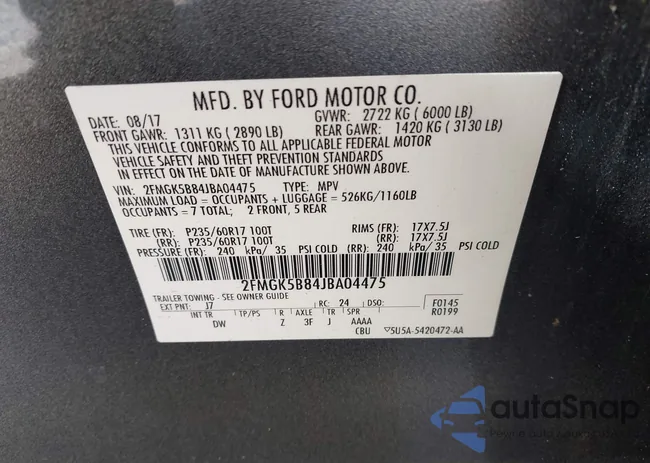 MFD. BY FORD MOTOR CO.
DATE: 08/17 GVWR: 2722 KG ( 6000 LB)
FRONT GAWR: 1311 KG ( 2890 LB) REAR GAWR: 1420 KG ( 3130 LB)
THIS VEHICLE CONFORMS TO ALL APPLICABLE FEDERAL MOTOR
VEHICLE SAFETY AND THEFT PREVENTION STANDARDS
IN EFFECT ON THE DATE OF MANUFACTURE SHOWN ABOVE.
VIN: 2FMGK5B84JBA04475 TYPE: MPV
MAXIMUM LOAD = OCCUPANTS + LUGGAGE = 526KG/1160LB
OCCUPANTS = 7 TOTAL; 2 FRONT, 5 REAR
TIRE (FR): P235/60R17 100T RIMS (FR): 17X7.5J
(RR): P235/60R17 100T (RR): 17X7.5J
PRESSURE (FR): 240 kPa/ 35 PSI COLD (RR): 240 kPa/ 35 PSI COLD
2FMGK5B84JBA04475
TRAILER TOWING - SEE OWNER GUIDE
EXT PNT: J7 RC: 24 DSO: F0145
INT TR TP/PS R AXLE TR SPR R0199
DW Z 3F J AAAA
CBU 5U5A-5420472-AA
autoSnap